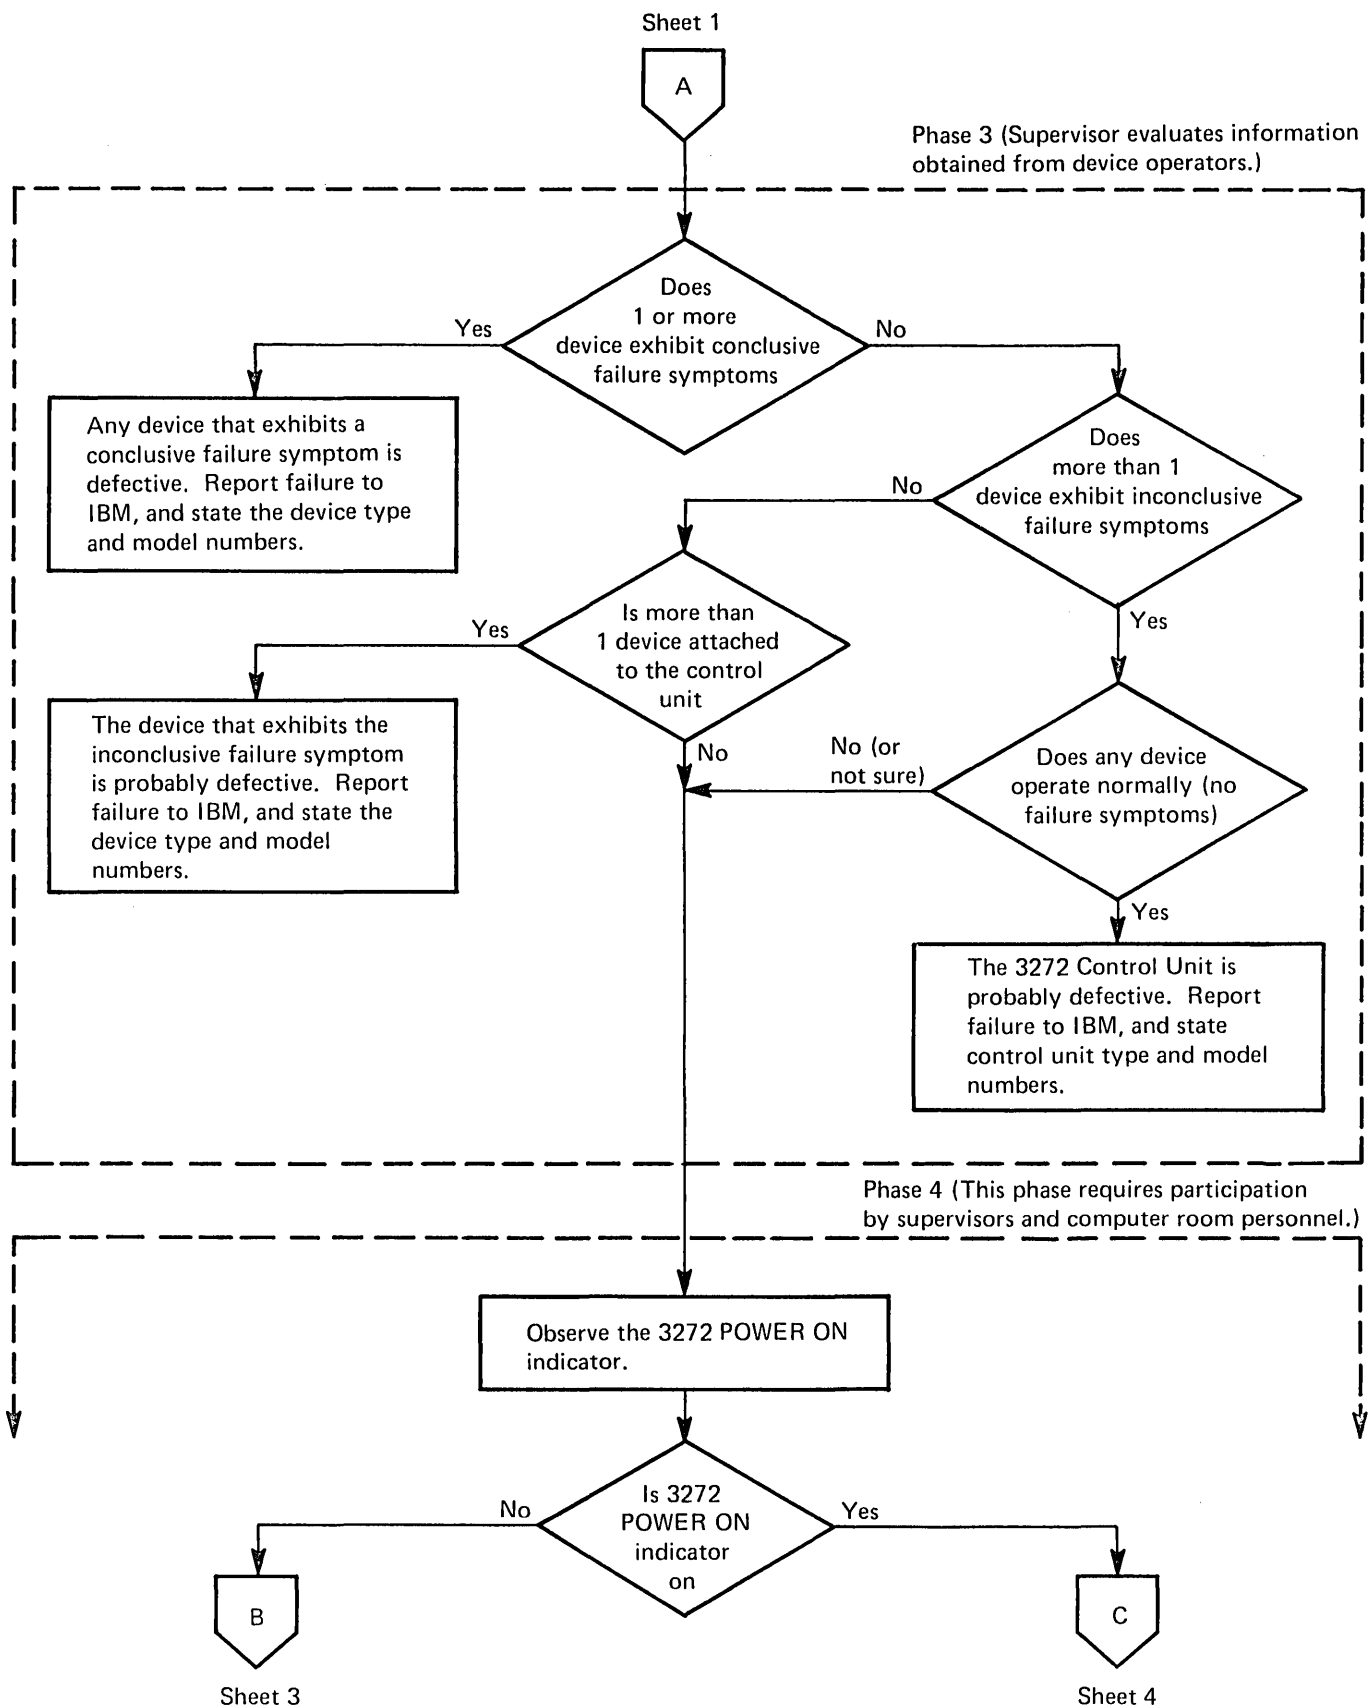 Sheet 1
A
Phase 3 (Supervisor evaluates information
obtained from device operators.)
Does
1 or more
device exhibit conclusive
failure symptoms
Yes
No
Any device that exhibits a
conclusive failure symptom is
defective. Report failure to
IBM, and state the device type
and model numbers.
Does
more than 1
device exhibit inconclusive
failure symptoms
No
Yes
Is more than
1 device attached
to the control
unit
Yes
No
The device that exhibits the
inconclusive failure symptom
is probably defective. Report
failure to IBM, and state the
device type and model
numbers.
No (or
not sure)
Does any device
operate normally (no
failure symptoms)
Yes
The 3272 Control Unit is
probably defective. Report
failure to IBM, and state
control unit type and model
numbers.
Phase 4 (This phase requires participation
by supervisors and computer room personnel.)
Observe the 3272 POWER ON
indicator.
Is 3272
POWER ON
indicator
on
No
Yes
B
C
Sheet 3
Sheet 4